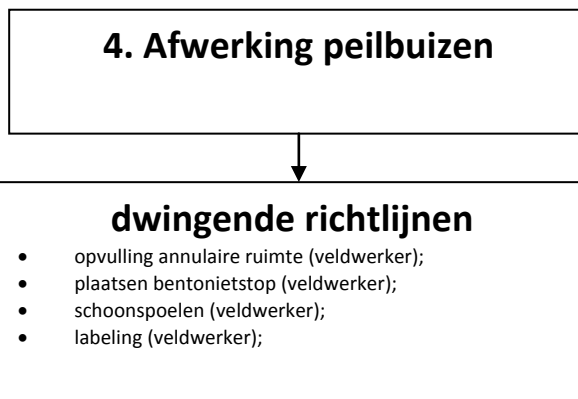 4. Afwerking peilbuizen
dwingende richtlijnen
• opvulling annulaire ruimte (veldwerker);
• plaatsen bentonietstop (veldwerker);
• schoonspoelen (veldwerker);
• labeling (veldwerker);